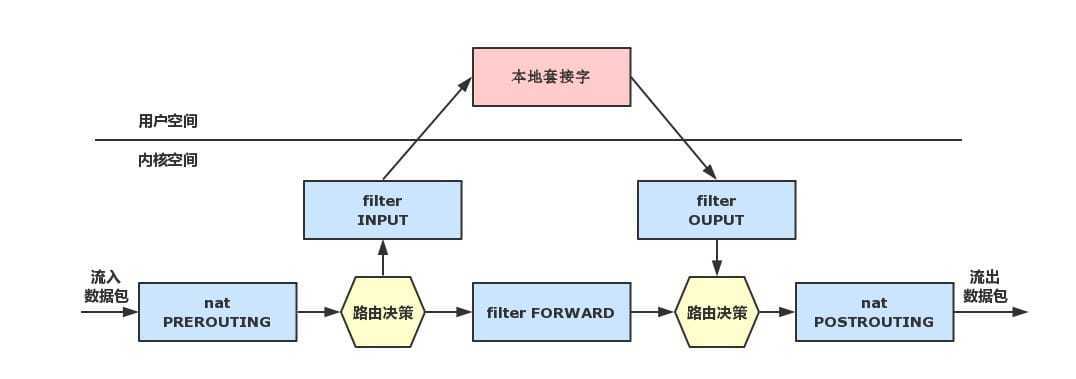 本地套接字
用户空间
内核空间
filter
INPUT
filter
OUPUT
流入
数据包
nat
PREROUTING
路由决策
filter FORWARD
路由决策
nat
POSTROUTING
流出
数据包